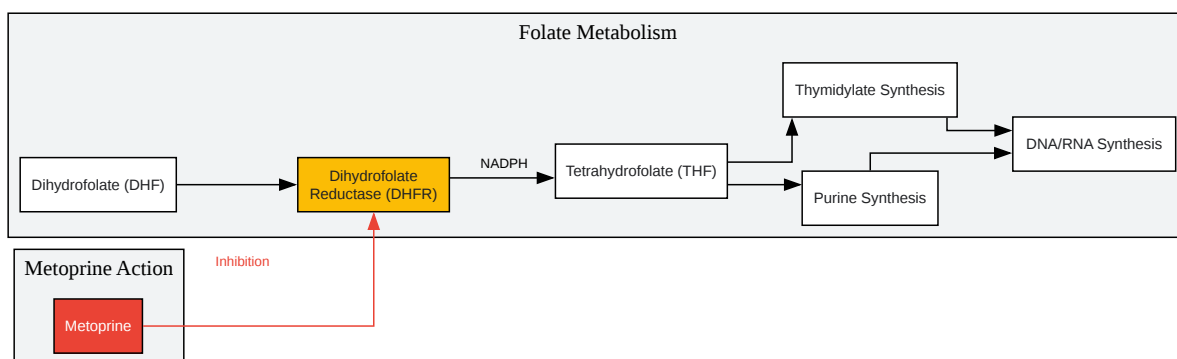 Folate Metabolism
Thymidylate Synthesis
DNA/RNA Synthesis
Dihydrofolate (DHF)
Dihydrofolate
Reductase (DHFR)
NADPH
Tetrahydrofolate (THF)
Purine Synthesis
Metoprine Action
Inhibition
Metoprine